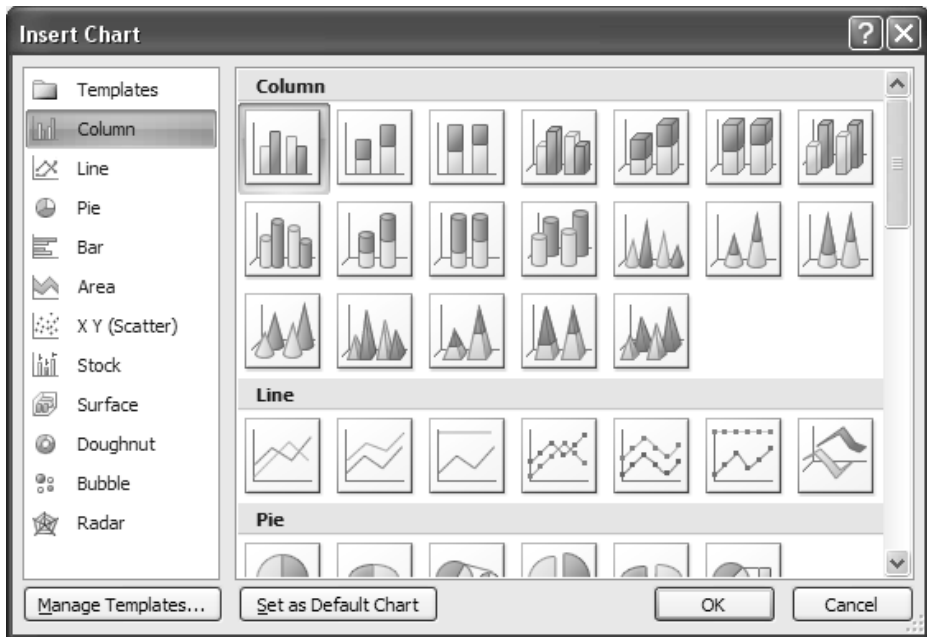 Insert Chart
?
Templates
Column
Line
Pie
Bar
Area
X Y (Scatter)
Stock
Surface
Doughnut
Bubble
Radar
Column
Line
Pie
Manage Templates...
Set as Default Chart
OK
Cancel